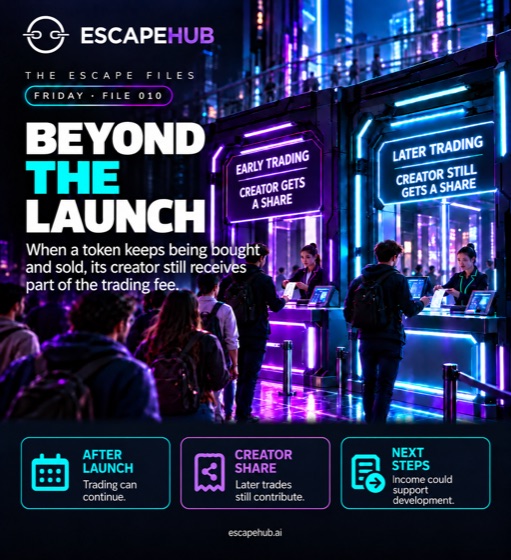 ESCAPEHUB
THE ESCAPE FILES
FRIDAY · FILE 010
BEYOND
THE
LAUNCH
When a token keeps being bought
and sold, its creator still receives
part of the trading fee.
EARLY TRADING
CREATOR GETS
A SHARE
LATER TRADING
CREATOR STILL
GETS A SHARE
AFTER
LAUNCH
Trading can
continue.
CREATOR
SHARE
Later trades
still contribute.
NEXT
STEPS
Income could
support
development.
escapehub.ai